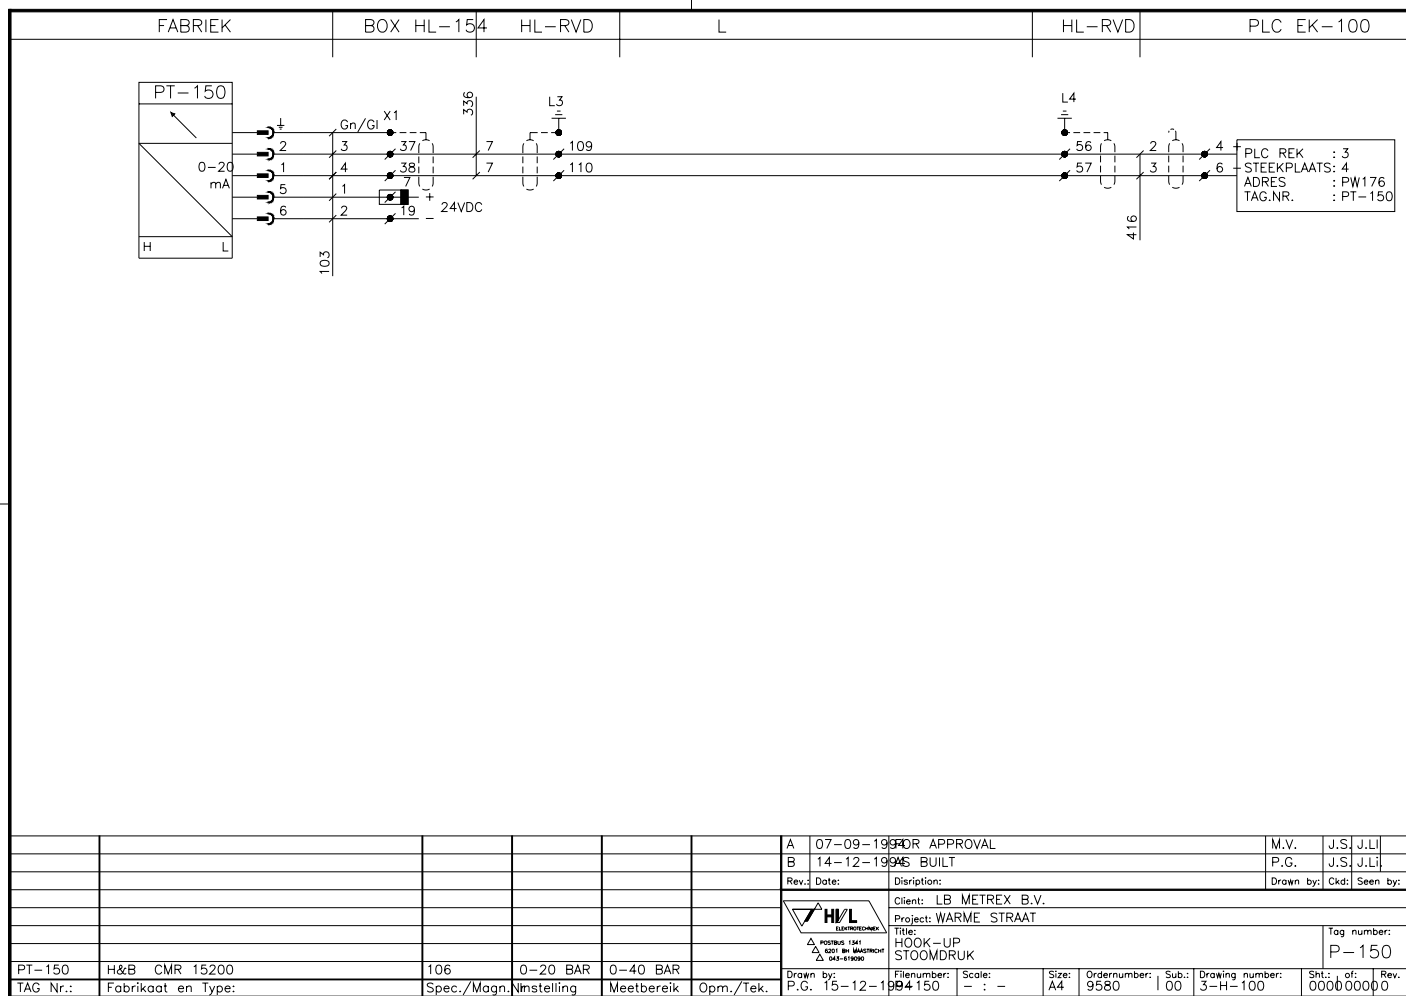 FABRIEK BOX HL-154 HL-RVD L HL-RVD PLC EK-100
PT-150
0-20
mA
H L
2
1
5
6
Gn/Gl
3
4
1
2
103
X1
37
38
7
19
+
-
24VDC
336
7
7
L3
109
110
L4
56
57
416
2
3
4 +
6 -
PLC REK : 3
STEEKPLAATS: 4
ADRES : PW176
TAG.NR. : PT-150
PT-150 H&B CMR 15200 106 0-20 BAR 0-40 BAR
TAG Nr.: Fabrikaat en Type: Spec./Magn.Nr. Instelling Meetbereik Opm./Tek.
A 07-09-1994 FOR APPROVAL M.V. J.S. J.LI
B 14-12-1994 AS BUILT P.G. J.S. J.Li.
Rev.: Date: Disription: Drawn by: Ckd: Seen by:
HVL
ELEKTROTECHNIEK
POSTBUS 1341
6201 BH MAASTRICHT
043-619090
Client: LB METREX B.V.
Project: WARME STRAAT
Title:
HOOK-UP
STOOMDRUK
Tag number:
P-150
Drawn by: Filenumber: Scale: Size: Ordernumber: Sub.: Drawing number: Sht.: of: Rev.
P.G. 15-12-1994 P-150 - : - A4 9580 00 3-H-100